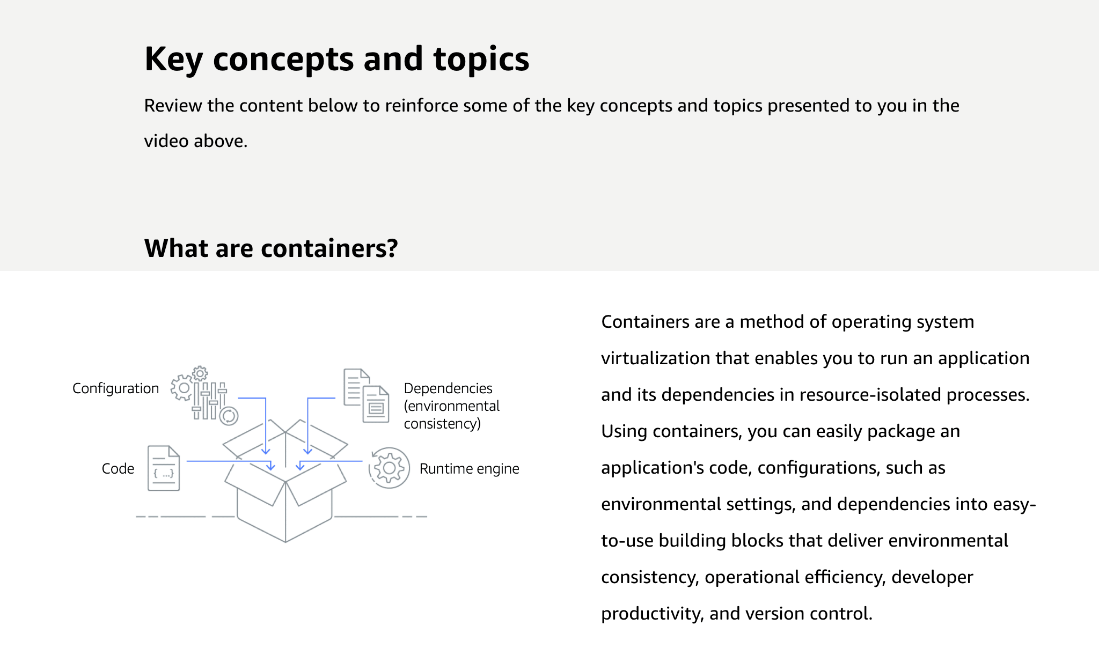 Key concepts and topics
Review the content below to reinforce some of the key concepts and topics presented to you in the
video above.
What are containers?
Configuration
Dependencies
(environmental
consistency)
Code
{ ...}
Runtime engine
Containers are a method of operating system
virtualization that enables you to run an application
and its dependencies in resource-isolated processes.
Using containers, you can easily package an
application's code, configurations, such as
environmental settings, and dependencies into easy-
to-use building blocks that deliver environmental
consistency, operational efficiency, developer
productivity, and version control.